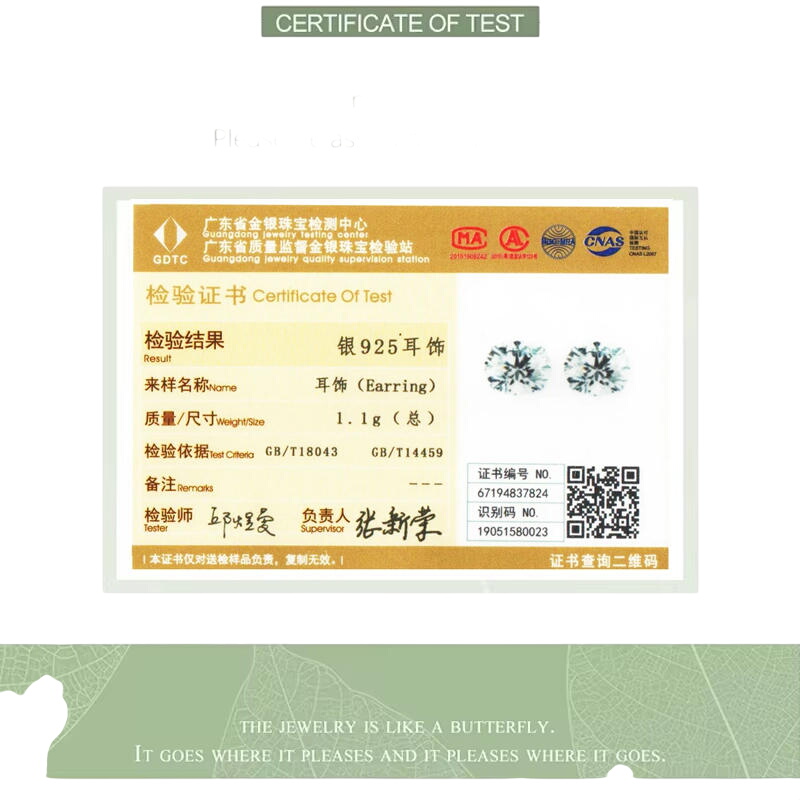 CERTIFICATE OF TEST
GDTC
广东省金银珠宝检测中心
Guangdong jewelry testing center
广东省质量监督金银珠宝检验站
Guangdong jewelry quality supervision station
MA
CNAS
TESTING
检验证书 Certificate Of Test
检验结果 银925耳饰
Result
来样名称Name 耳饰（Earring）
质量/尺寸Weight/Size 1.1g（总）
检验依据Test Criteria GB/T18043 GB/T14459
备注Remarks ---
检验师 负责人 张新荣
Tester Supervisor
证书编号 NO.
67194837824
识别码 NO.
19051580023
本证书仅对送检样品负责，复制无效。
证书查询二维码
THE JEWELRY IS LIKE A BUTTERFLY.
IT GOES WHERE IT PLEASES AND IT PLEASES WHERE IT GOES.